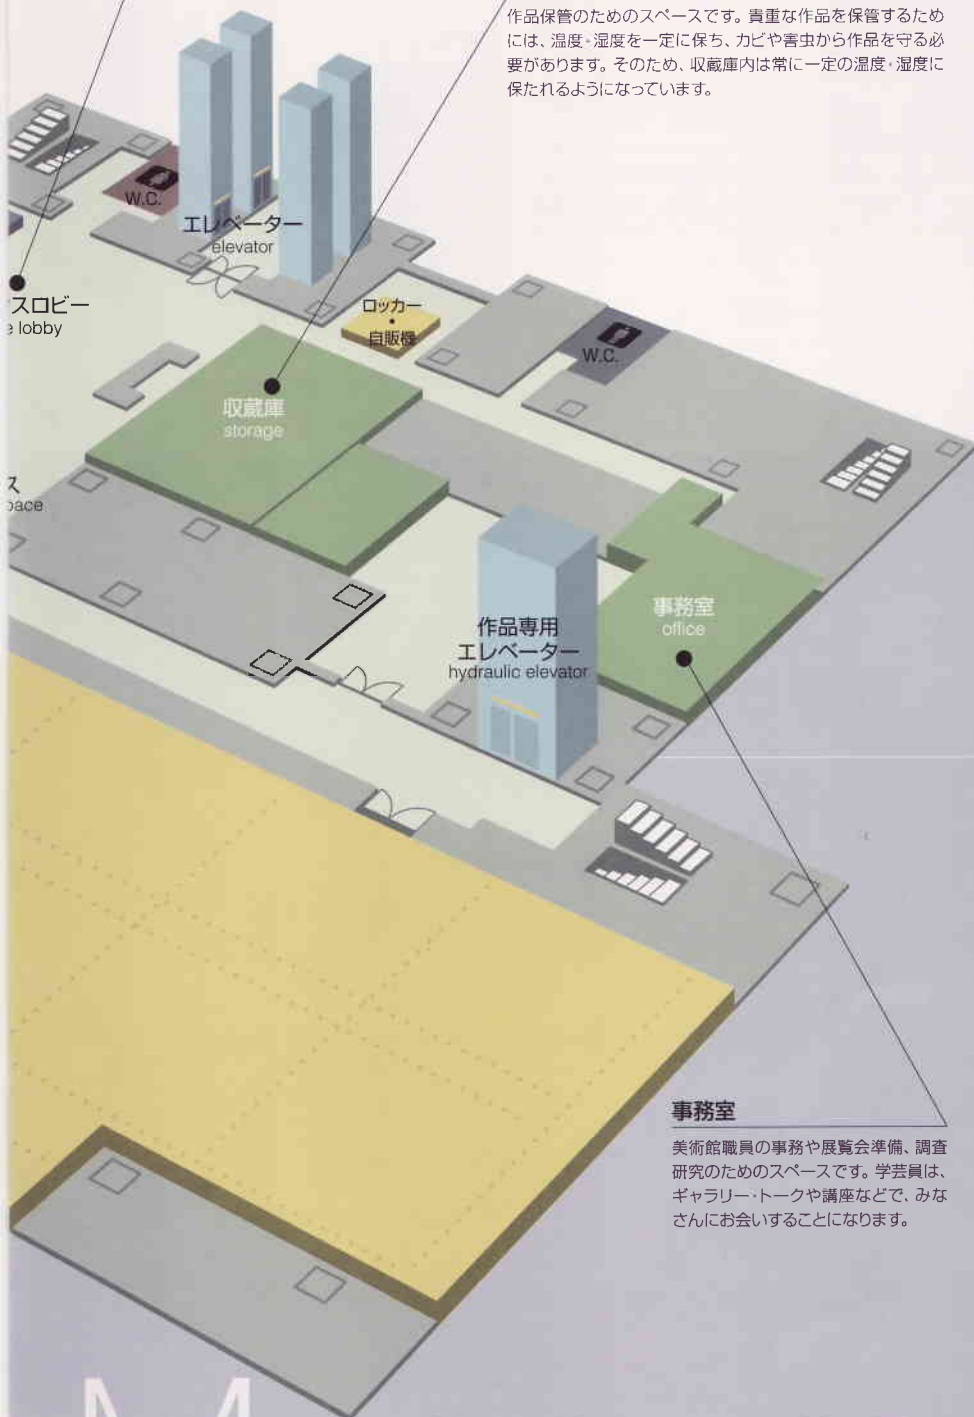 作品保管のためのスペースです。貴重な作品を保管するため
には、温度・湿度を一定に保ち、カビや害虫から作品を守る必
要があります。そのため、収蔵庫内は常に一定の温度・湿度に
保たれるようになっています。
W.C.
エレベーター
elevator
スロビー
e lobby
ロッカー
・
自販機
W.C.
収蔵庫
storage
ス
pace
事務室
office
作品専用
エレベーター
hydraulic elevator
事務室
美術館職員の事務や展覧会準備、調査
研究のためのスペースです。学芸員は、
ギャラリー・トークや講座などで、みな
さんにお会いすることになります。
M